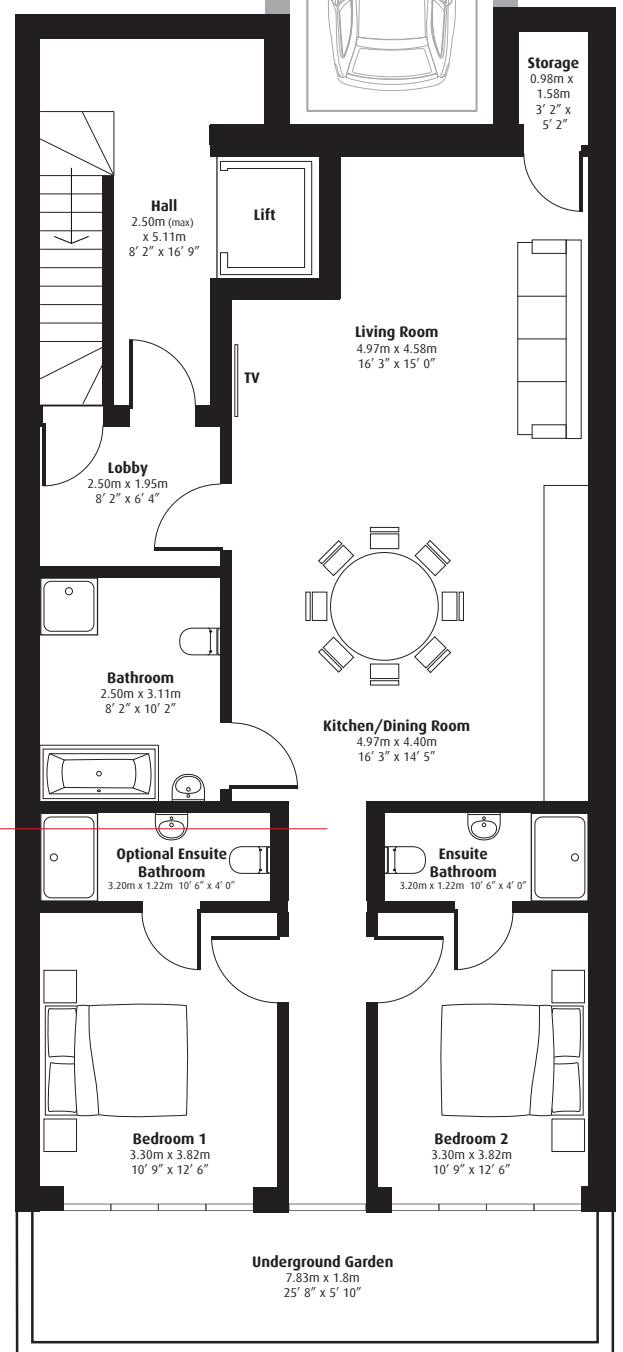 Storage
0.98m x
1.58m
3′ 2″ x
5′ 2″
Hall
2.50m (max)
x 5.11m
8′ 2″ x 16′ 9″
Lift
Living Room
4.97m x 4.58m
16′ 3″ x 15′ 0″
TV
Lobby
2.50m x 1.95m
8′ 2″ x 6′ 4″
Bathroom
2.50m x 3.11m
8′ 2″ x 10′ 2″
Kitchen/Dining Room
4.97m x 4.40m
16′ 3″ x 14′ 5″
Optional Ensuite
Bathroom
3.20m x 1.22m 10′ 6″ x 4′ 0″
Ensuite
Bathroom
3.20m x 1.22m 10′ 6″ x 4′ 0″
Bedroom 1
3.30m x 3.82m
10′ 9″ x 12′ 6″
Bedroom 2
3.30m x 3.82m
10′ 9″ x 12′ 6″
Underground Garden
7.83m x 1.8m
25′ 8″ x 5′ 10″